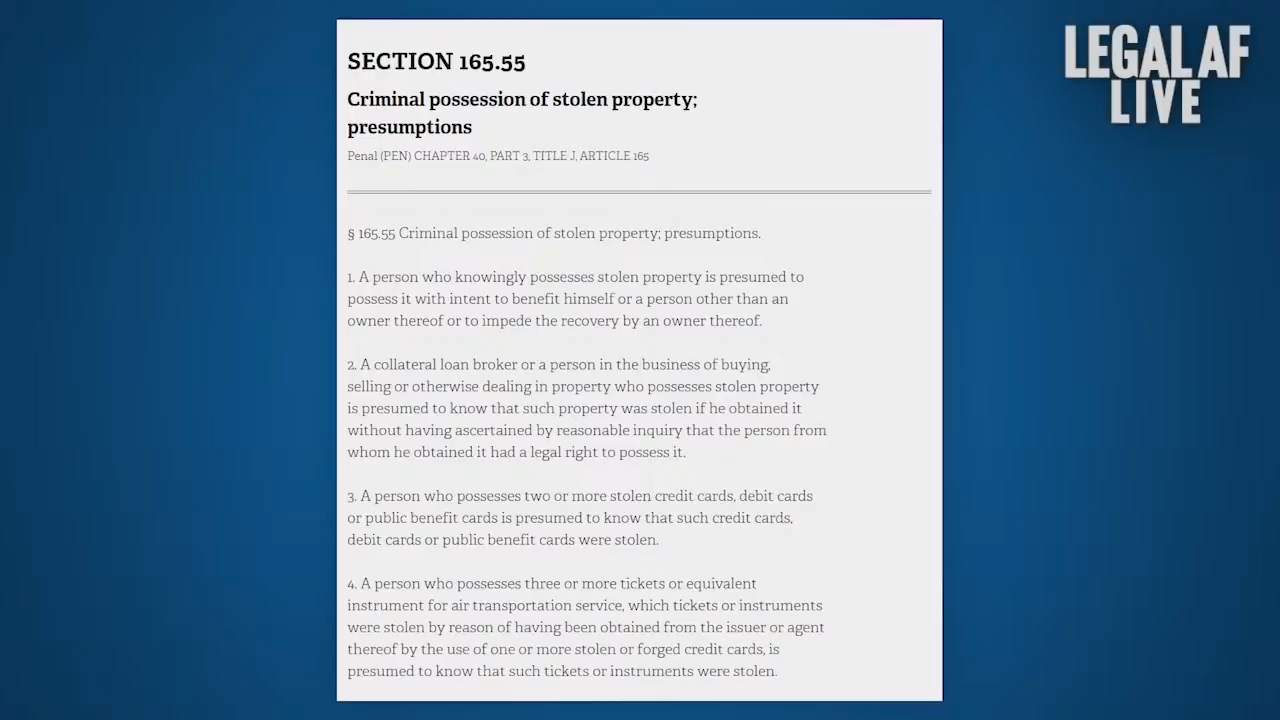 LEGAL AF
LIVE
SECTION 165.55
Criminal possession of stolen property;
presumptions
Penal (PEN) CHAPTER 40, PART 3, TITLE J, ARTICLE 165
§ 165.55 Criminal possession of stolen property; presumptions.
1. A person who knowingly possesses stolen property is presumed to
possess it with intent to benefit himself or a person other than an
owner thereof or to impede the recovery by an owner thereof.
2. A collateral loan broker or a person in the business of buying,
selling or otherwise dealing in property who possesses stolen property
is presumed to know that such property was stolen if he obtained it
without having ascertained by reasonable inquiry that the person from
whom he obtained it had a legal right to possess it.
3. A person who possesses two or more stolen credit cards, debit cards
or public benefit cards is presumed to know that such credit cards,
debit cards or public benefit cards were stolen.
4. A person who possesses three or more tickets or equivalent
instrument for air transportation service, which tickets or instruments
were stolen by reason of having been obtained from the issuer or agent
thereof by the use of one or more stolen or forged credit cards, is
presumed to know that such tickets or instruments were stolen.